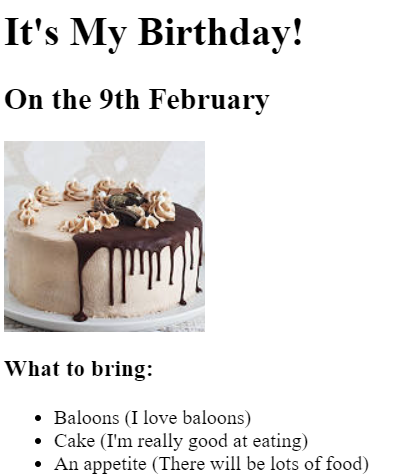 It's My Birthday!
On the 9th February
What to bring:
Baloons (I love baloons)
Cake (I'm really good at eating)
An appetite (There will be lots of food)